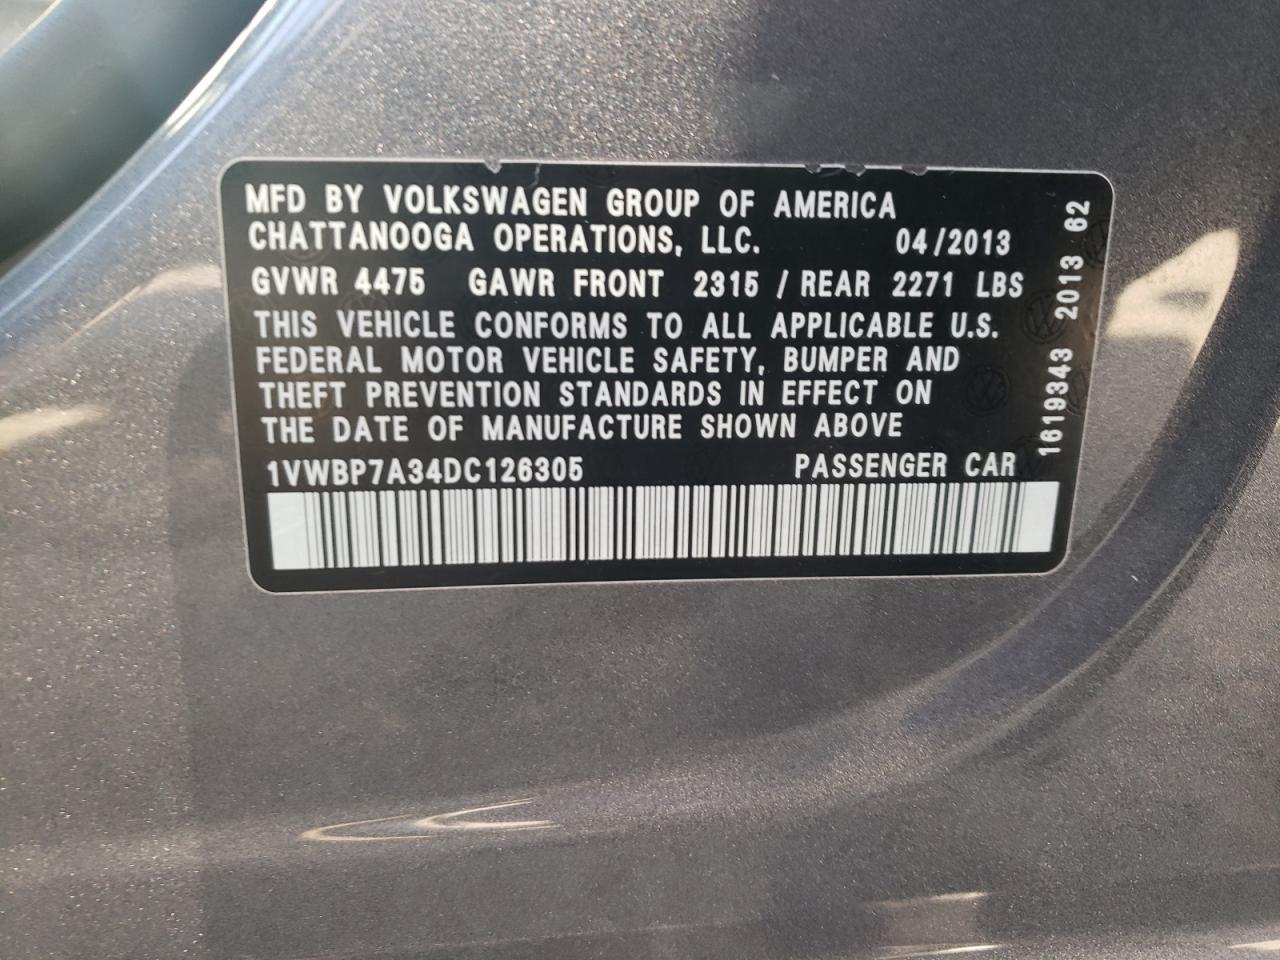 MFD BY VOLKSWAGEN GROUP OF AMERICA
CHATTANOOGA OPERATIONS, LLC. 04/2013
GVWR 4475 GAWR FRONT 2315 / REAR 2271 LBS
THIS VEHICLE CONFORMS TO ALL APPLICABLE U.S.
FEDERAL MOTOR VEHICLE SAFETY, BUMPER AND
THEFT PREVENTION STANDARDS IN EFFECT ON
THE DATE OF MANUFACTURE SHOWN ABOVE
1VWBP7A34DC126305 PASSENGER CAR
1619343 2013 62